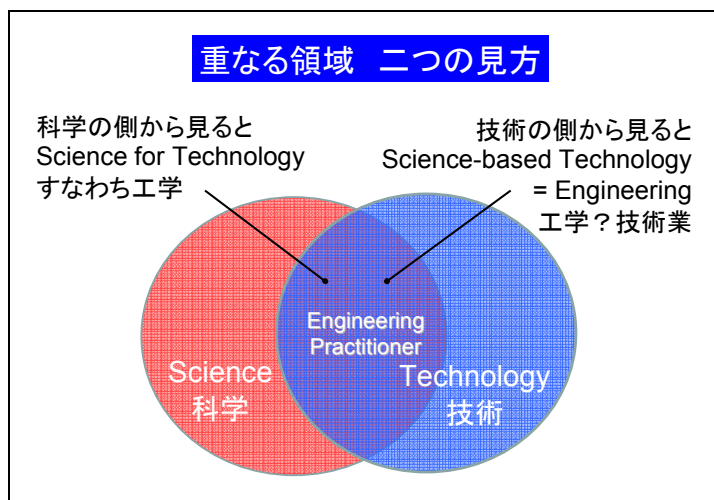 重なる領域　二つの見方
科学の側から見ると
Science for Technology
すなわち工学
技術の側から見ると
Science-based Technology
= Engineering
工学？技術業
Engineering
Practitioner
Science
科学
Technology
技術